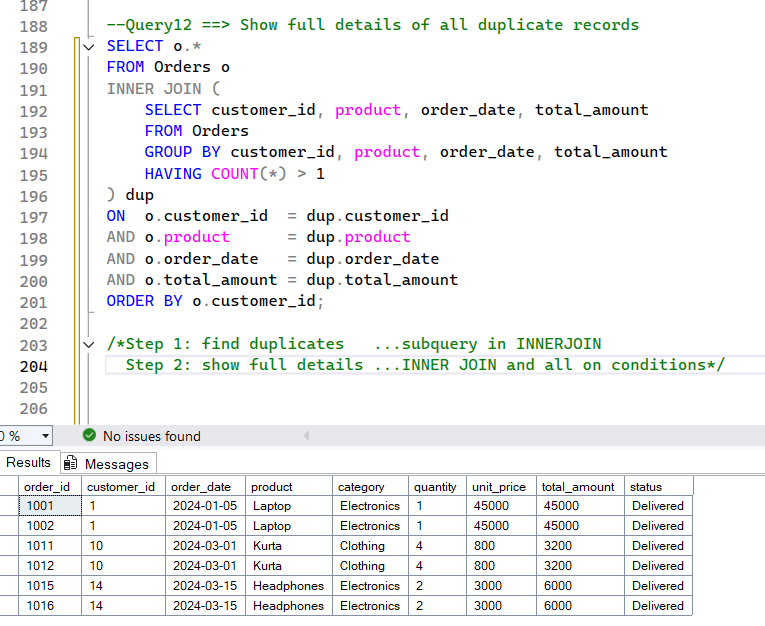 187
188 --Query12 ==> Show full details of all duplicate records
189 SELECT o.*
190 FROM Orders o
191 INNER JOIN (
192 SELECT customer_id, product, order_date, total_amount
193 FROM Orders
194 GROUP BY customer_id, product, order_date, total_amount
195 HAVING COUNT(*) > 1
196 ) dup
197 ON  o.customer_id  = dup.customer_id
198 AND o.product      = dup.product
199 AND o.order_date   = dup.order_date
200 AND o.total_amount = dup.total_amount
201 ORDER BY o.customer_id;
202
203 /*Step 1: find duplicates   ...subquery in INNERJOIN
204 Step 2: show full details ...INNER JOIN and all on conditions*/
205
206
0 % No issues found
Results Messages
order_id customer_id order_date product category quantity unit_price total_amount status
1001 1 2024-01-05 Laptop Electronics 1 45000 45000 Delivered
1002 1 2024-01-05 Laptop Electronics 1 45000 45000 Delivered
1011 10 2024-03-01 Kurta Clothing 4 800 3200 Delivered
1012 10 2024-03-01 Kurta Clothing 4 800 3200 Delivered
1015 14 2024-03-15 Headphones Electronics 2 3000 6000 Delivered
1016 14 2024-03-15 Headphones Electronics 2 3000 6000 Delivered